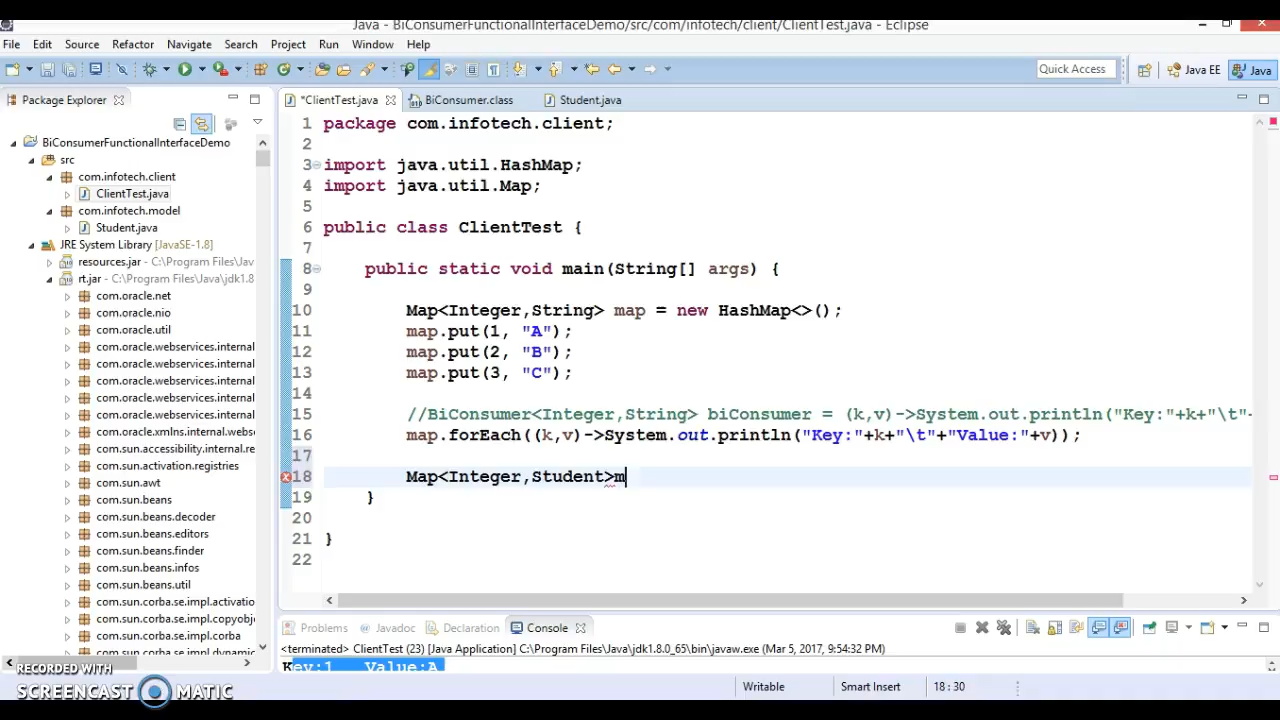 Java - BiConsumerFunctionalInterfaceDemo/src/com/infotech/client/ClientTest.java - Eclipse
File Edit Source Refactor Navigate Search Project Run Window Help
Quick Access Java EE Java
Package Explorer *ClientTest.java BiConsumer.class Student.java
BiConsumerFunctionalInterfaceDemo
src
com.infotech.client
ClientTest.java
com.infotech.model
Student.java
JRE System Library [JavaSE-1.8]
resources.jar - C:\Program Files\Java
rt.jar - C:\Program Files\Java\jdk1.8
com.oracle.net
com.oracle.nio
com.oracle.util
com.oracle.webservices.internal
com.oracle.webservices.internal
com.oracle.webservices.internal
com.oracle.webservices.internal
com.oracle.xmlns.internal.webse
com.sun.accessibility.internal.re
com.sun.activation.registries
com.sun.awt
com.sun.beans
com.sun.beans.decoder
com.sun.beans.editors
com.sun.beans.finder
com.sun.beans.infos
com.sun.beans.util
com.sun.corba.se.impl.activatio
com.sun.corba.se.impl.copyobje
com.sun.corba.se.impl.corba
1 package com.infotech.client;
2
3 import java.util.HashMap;
4 import java.util.Map;
5
6 public class ClientTest {
7
8 public static void main(String[] args) {
9
10 Map<Integer,String> map = new HashMap<>();
11 map.put(1, "A");
12 map.put(2, "B");
13 map.put(3, "C");
14
15 //BiConsumer<Integer,String> biConsumer = (k,v)->System.out.println("Key:"+k+"\t"+
16 map.forEach((k,v)->System.out.println("Key:"+k+"\t"+"Value:"+v));
17
18 Map<Integer,Student>m
19 }
20
21 }
22
Problems Javadoc Declaration Console
<terminated> ClientTest (23) [Java Application] C:\Program Files\Java\jdk1.8.0_65\bin\javaw.exe (Mar 5, 2017, 9:54:32 PM)
Key:1 Value:A
Writable Smart Insert 18 : 30
RECORDED WITH
SCREENCAST MATIC